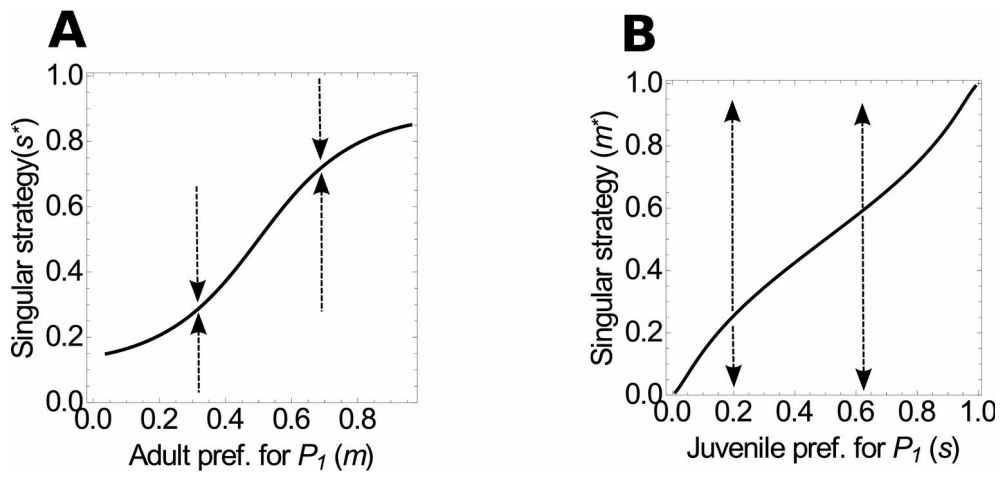 A
B
Singular strategy(s*)
1.0
0.8
0.6
0.4
0.2
0.0
0.0 0.2 0.4 0.6 0.8
Adult pref. for P1 (m)
Singular strategy (m*)
1.0
0.8
0.6
0.4
0.2
0.0
0.0 0.2 0.4 0.6 0.8 1.0
Juvenile pref. for P1 (s)